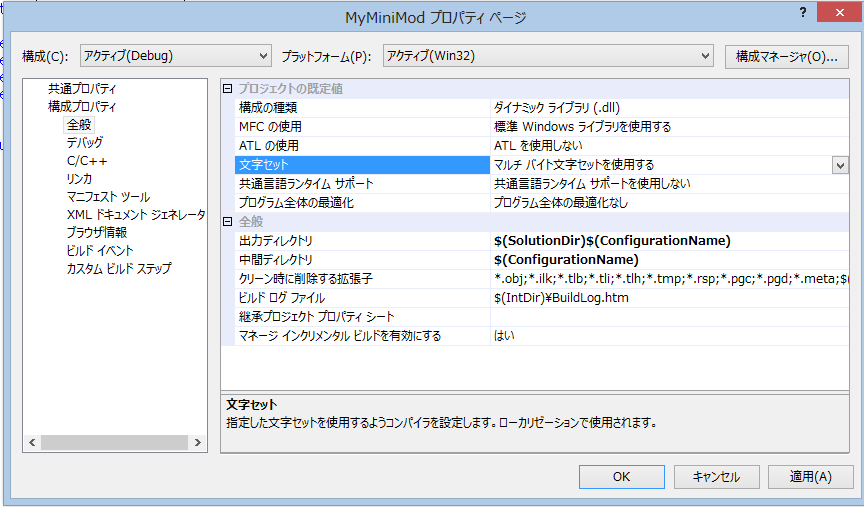 MyMiniMod プロパティ ページ
?
構成(C): アクティブ(Debug) プラットフォーム(P): アクティブ(Win32) 構成マネージャ(O)...
共通プロパティ
構成プロパティ
全般
デバッグ
C/C++
リンカ
マニフェスト ツール
XML ドキュメント ジェネレータ
ブラウザ情報
ビルド イベント
カスタム ビルド ステップ
プロジェクトの既定値
構成の種類 ダイナミック ライブラリ (.dll)
MFC の使用 標準 Windows ライブラリを使用する
ATL の使用 ATL を使用しない
文字セット マルチ バイト文字セットを使用する
共通言語ランタイム サポート 共通言語ランタイム サポートを使用しない
プログラム全体の最適化 プログラム全体の最適化なし
全般
出力ディレクトリ $(SolutionDir)$(ConfigurationName)
中間ディレクトリ $(ConfigurationName)
クリーン時に削除する拡張子 *.obj;*.ilk;*.tlb;*.tli;*.tlh;*.tmp;*.rsp;*.pgc;*.pgd;*.meta;$(
ビルド ログ ファイル $(IntDir)¥BuildLog.htm
継承プロジェクト プロパティ シート
マネージ インクリメンタル ビルドを有効にする はい
文字セット
指定した文字セットを使用するようコンパイラを設定します。ローカリゼーションで使用されます。
OK キャンセル 適用(A)